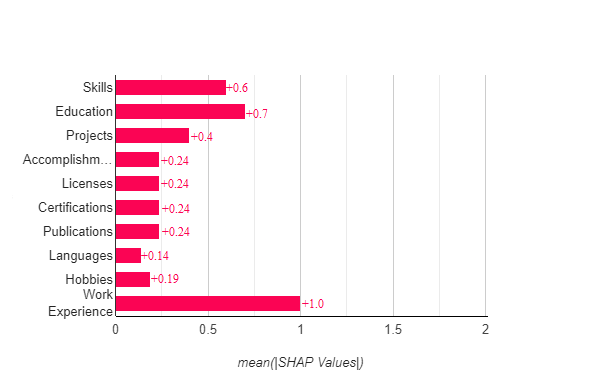 Skills +0.6
Education +0.7
Projects +0.4
Accomplishm... +0.24
Licenses +0.24
Certifications +0.24
Publications +0.24
Languages +0.14
Hobbies +0.19
Work
Experience +1.0
0 0.5 1 1.5 2
mean(|SHAP Values|)